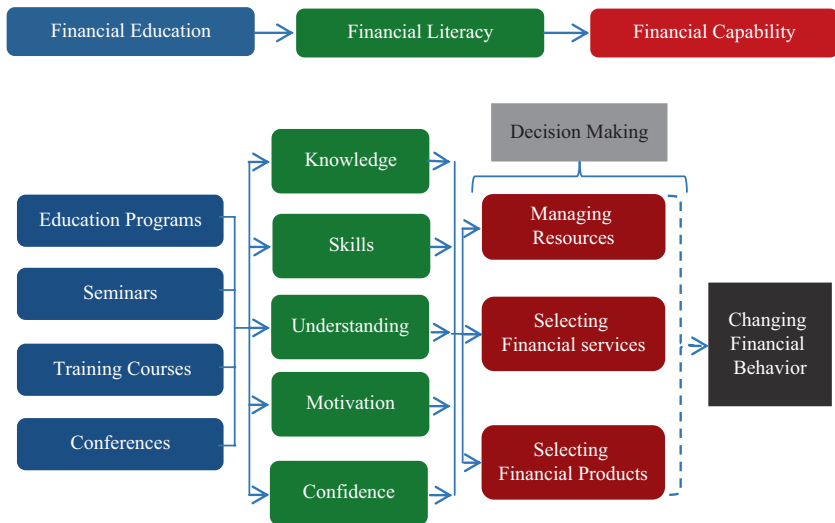 Financial Education
Financial Literacy
Financial Capability
Decision Making
Education Programs
Seminars
Training Courses
Conferences
Knowledge
Skills
Understanding
Motivation
Confidence
Managing
Resources
Selecting
Financial services
Selecting
Financial Products
Changing
Financial
Behavior